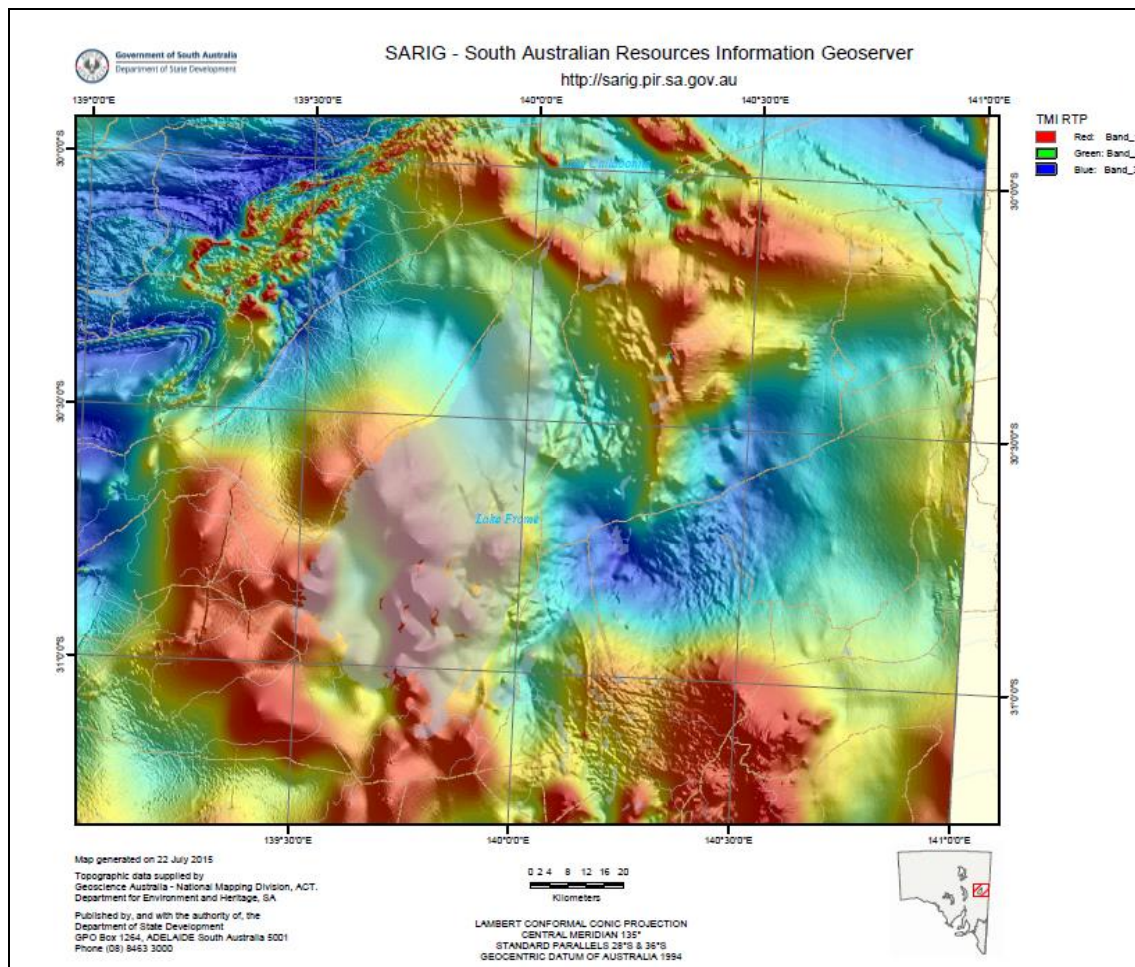 Government of South Australia
Department of State Development
SARIG - South Australian Resources Information Geoserver
http://sarig.pir.sa.gov.au
139°0'0"E
139°30'0"E
140°0'0"E
140°30'0"E
141°0'0"E
TMI RTP
Red: Band_
Green: Band_
Blue: Band_
30°0'0"S
30°0'0"S
30°30'0"S
30°30'0"S
Lake Frome
31°0'0"S
31°0'0"S
139°30'0"E
140°0'0"E
140°30'0"E
141°0'0"E
Map generated on 22 July 2015
Topographic data supplied by
Geoscience Australia - National Mapping Division, ACT.
Department for Environment and Heritage, SA
Published by, and with the authority of, the
Department of State Development
GPO Box 1264, ADELAIDE South Australia 5001
Phone (08) 8463 3000
0 2 4 8 12 16 20
Kilometers
LAMBERT CONFORMAL CONIC PROJECTION
CENTRAL MERIDIAN 135°
STANDARD PARALLELS 28°S & 36°S
GEOCENTRIC DATUM OF AUSTRALIA 1994